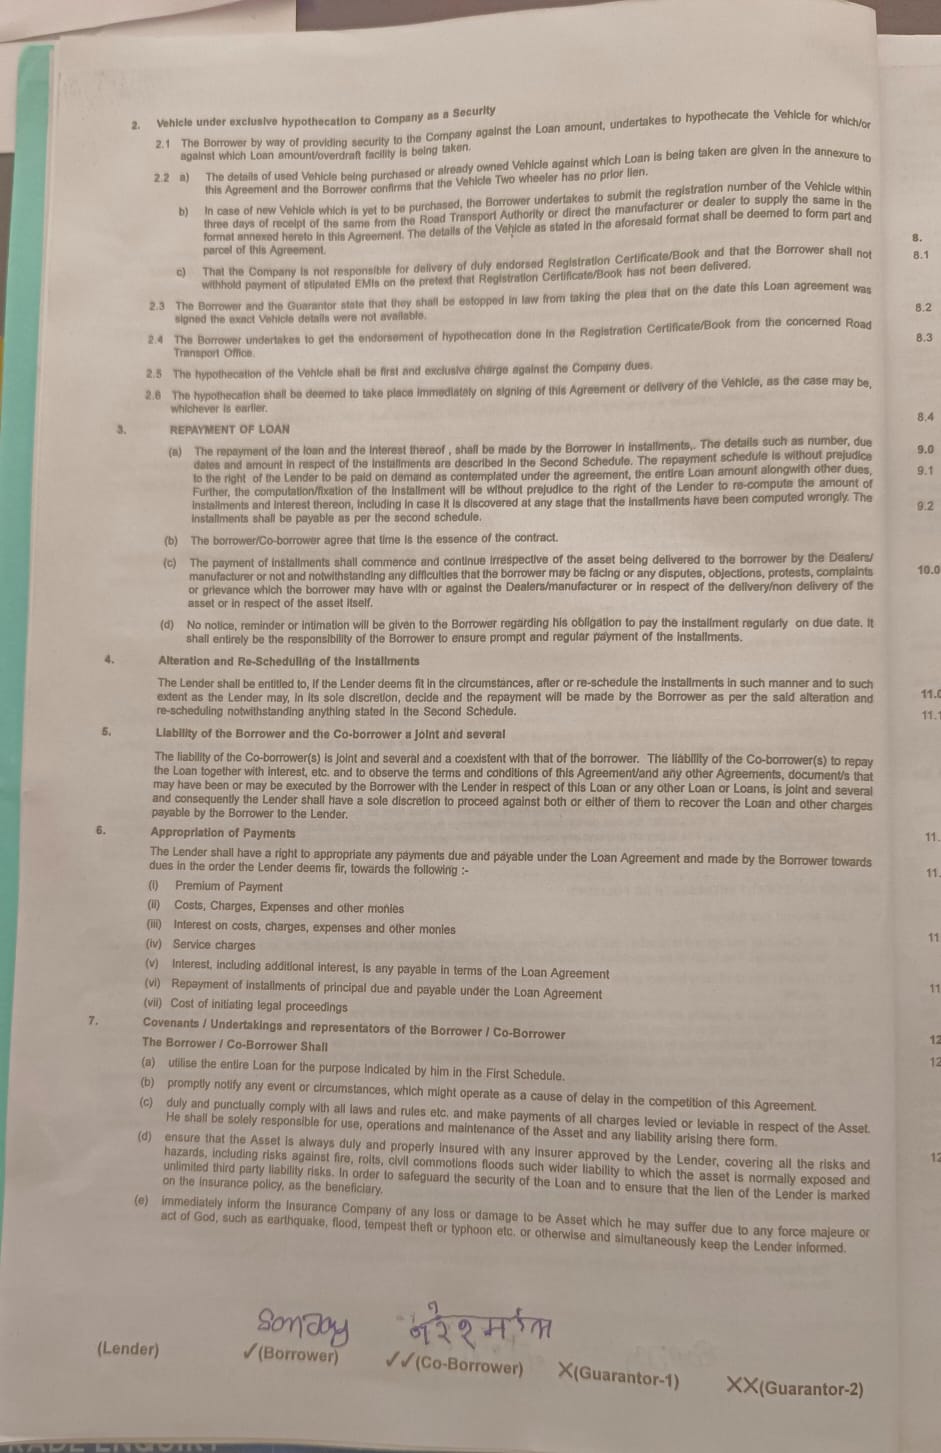 2. Vehicle under exclusive hypothecation to Company as a Security
2.1 The Borrower by way of providing security to the Company against the Loan amount, undertakes to hypothecate the Vehicle for which/or
against which Loan amount/overdraft facility is being taken.
2.2 a) The details of used Vehicle being purchased or already owned Vehicle against which Loan is being taken are given in the annexure to
this Agreement and the Borrower confirms that the Vehicle Two wheeler has no prior lien.
b) In case of new Vehicle which is yet to be purchased, the Borrower undertakes to submit the registration number of the Vehicle within
three days of receipt of the same from the Road Transport Authority or direct the manufacturer or dealer to supply the same in the
format annexed hereto in this Agreement. The details of the Vehicle as stated in the aforesaid format shall be deemed to form part and
parcel of this Agreement.
c) That the Company is not responsible for delivery of duly endorsed Registration Certificate/Book and that the Borrower shall not
withhold payment of stipulated EMIs on the pretext that Registration Certificate/Book has not been delivered.
2.3 The Borrower and the Guarantor state that they shall be estopped in law from taking the plea that on the date this Loan agreement was
signed the exact Vehicle details were not available.
2.4 The Borrower undertakes to get the endorsement of hypothecation done in the Registration Certificate/Book from the concerned Road
Transport Office.
2.5 The hypothecation of the Vehicle shall be first and exclusive charge against the Company dues.
2.6 The hypothecation shall be deemed to take place immediately on signing of this Agreement or delivery of the Vehicle, as the case may be,
whichever is earlier.
3. REPAYMENT OF LOAN
(a) The repayment of the loan and the Interest thereof , shall be made by the Borrower in installments,. The details such as number, due
dates and amount in respect of the installments are described in the Second Schedule. The repayment schedule is without prejudice
to the right of the Lender to be paid on demand as contemplated under the agreement, the entire Loan amount alongwith other dues,
Further, the computation/fixation of the Installment will be without prejudice to the right of the Lender to re-compute the amount of
Installments and Interest thereon, including in case it is discovered at any stage that the installments have been computed wrongly. The
installments shall be payable as per the second schedule.
(b) The borrower/Co-borrower agree that time is the essence of the contract.
(c) The payment of installments shall commence and continue irrespective of the asset being delivered to the borrower by the Dealers/
manufacturer or not and notwithstanding any difficulties that the borrower may be facing or any disputes, objections, protests, complaints
or grievance which the borrower may have with or against the Dealers/manufacturer or in respect of the delivery/non delivery of the
asset or in respect of the asset itself.
(d) No notice, reminder or intimation will be given to the Borrower regarding his obligation to pay the installment regularly on due date. It
shall entirely be the responsibility of the Borrower to ensure prompt and regular payment of the Installments.
4. Alteration and Re-Scheduling of the Installments
The Lender shall be entitled to, If the Lender deems fit in the circumstances, after or re-schedule the installments in such manner and to such
extent as the Lender may, in its sole discretion, decide and the repayment will be made by the Borrower as per the said alteration and
re-scheduling notwithstanding anything stated in the Second Schedule.
5. Liability of the Borrower and the Co-borrower a joint and several
The liability of the Co-borrower(s) is joint and several and a coexistent with that of the borrower. The liability of the Co-borrower(s) to repay
the Loan together with interest, etc. and to observe the terms and conditions of this Agreement/and any other Agreements, document/s that
may have been or may be executed by the Borrower with the Lender in respect of this Loan or any other Loan or Loans, is joint and several
and consequently the Lender shall have a sole discretion to proceed against both or either of them to recover the Loan and other charges
payable by the Borrower to the Lender.
6. Appropriation of Payments
The Lender shall have a right to appropriate any payments due and payable under the Loan Agreement and made by the Borrower towards
dues in the order the Lender deems fir, towards the following :-
(i) Premium of Payment
(ii) Costs, Charges, Expenses and other monies
(iii) Interest on costs, charges, expenses and other monies
(iv) Service charges
(v) Interest, including additional interest, is any payable in terms of the Loan Agreement
(vi) Repayment of installments of principal due and payable under the Loan Agreement
(vii) Cost of initiating legal proceedings
7. Covenants / Undertakings and representators of the Borrower / Co-Borrower
The Borrower / Co-Borrower Shall
(a) utilise the entire Loan for the purpose indicated by him in the First Schedule.
(b) promptly notify any event or circumstances, which might operate as a cause of delay in the competition of this Agreement.
(c) duly and punctually comply with all laws and rules etc. and make payments of all charges levied or leviable in respect of the Asset.
He shall be solely responsible for use, operations and maintenance of the Asset and any liability arising there form.
(d) ensure that the Asset is always duly and properly insured with any insurer approved by the Lender, covering all the risks and
hazards, including risks against fire, roits, civil commotions floods such wider liability to which the asset is normally exposed and
unlimited third party liability risks. In order to safeguard the security of the Loan and to ensure that the lien of the Lender is marked
on the insurance policy, as the beneficiary.
(e) immediately inform the Insurance Company of any loss or damage to be Asset which he may suffer due to any force majeure or
act of God, such as earthquake, flood, tempest theft or typhoon etc. or otherwise and simultaneously keep the Lender informed.
(Lender) ✓(Borrower) ✓✓(Co-Borrower) X(Guarantor-1) XX(Guarantor-2)
8.
8.1
8.2
8.3
8.4
9.0
9.1
9.2
10.0
11.
11.
11.
11
11
12
12
12